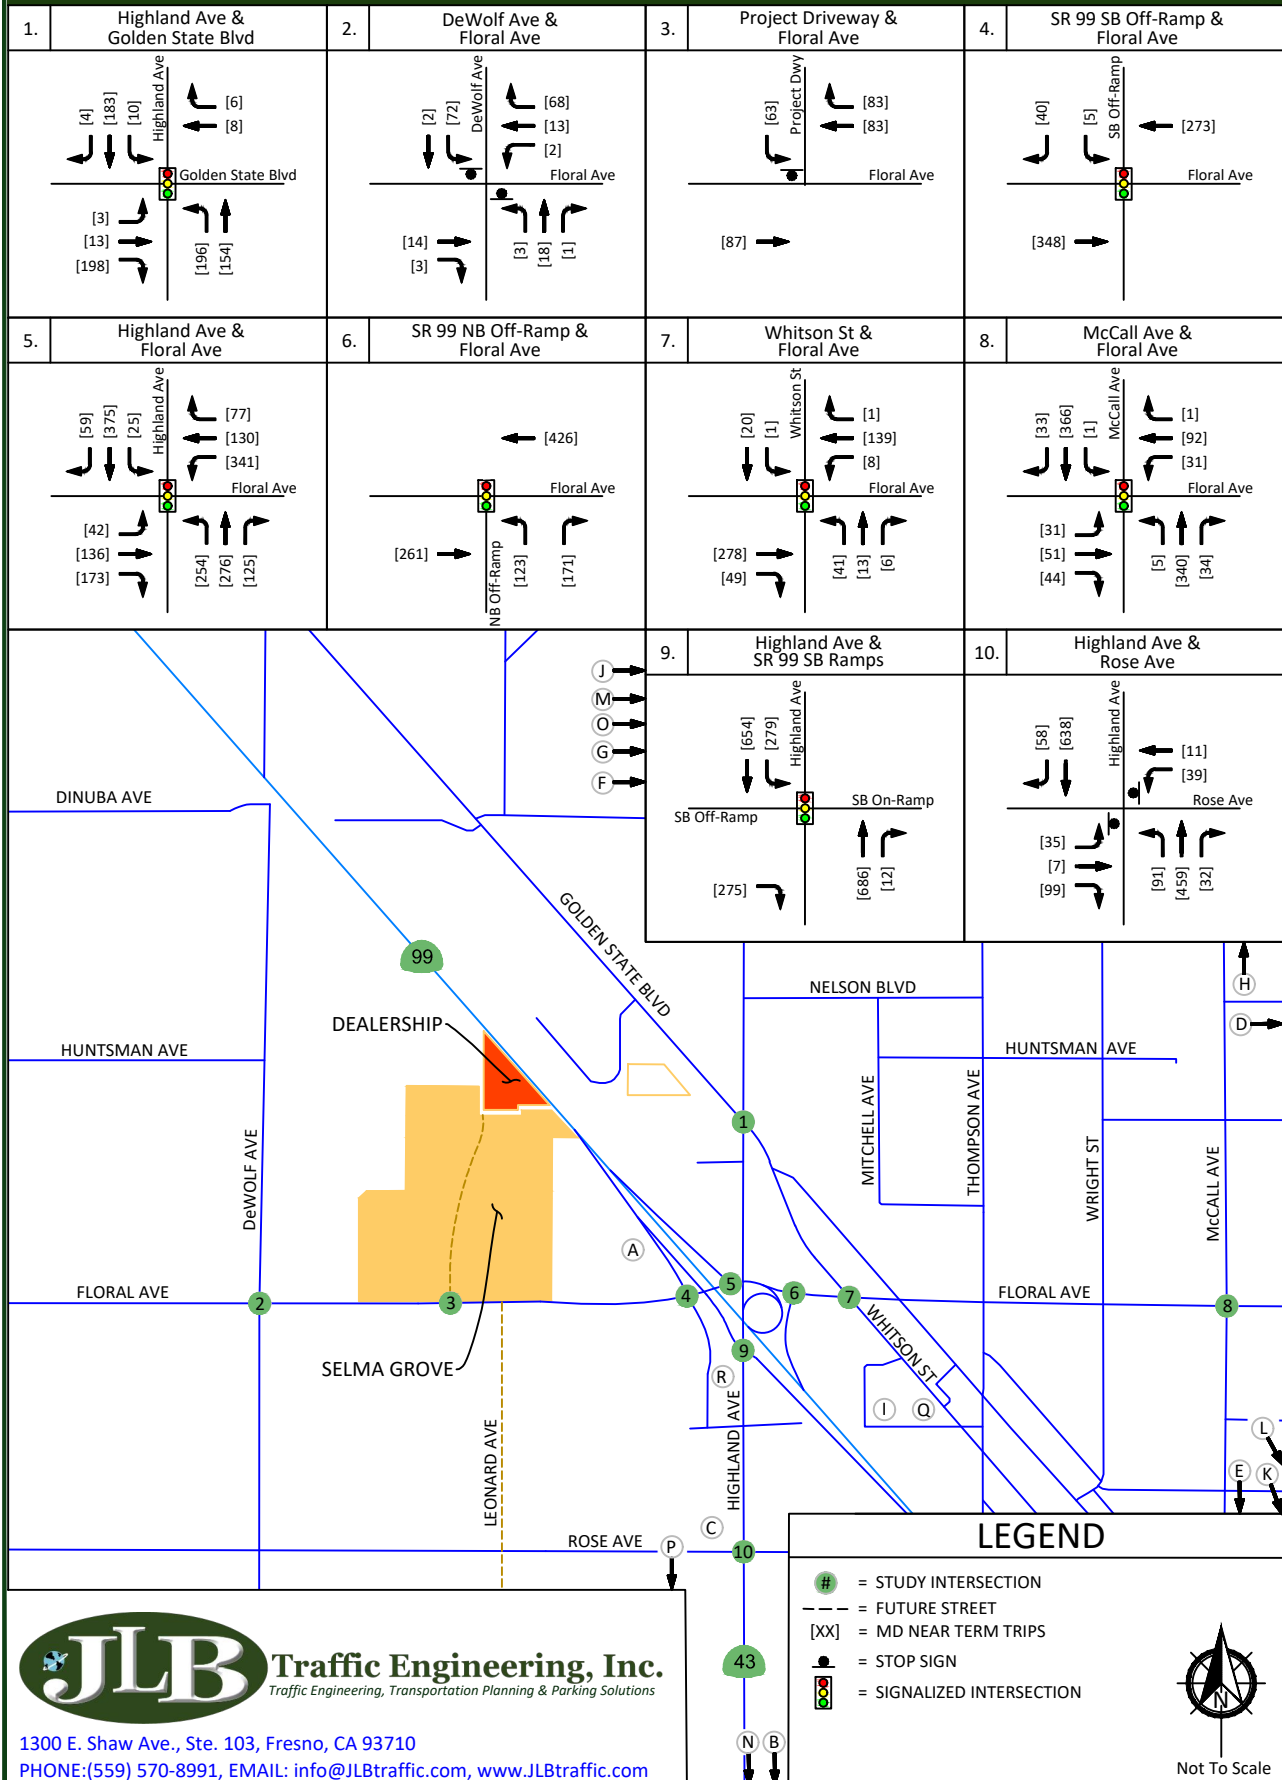 1.
Highland Ave &
Golden State Blvd
[4]
[183]
[10]
Highland Ave
[6]
[8]
Golden State Blvd
[3]
[13]
[198]
[196]
[154]
2.
DeWolf Ave &
Floral Ave
[2]
[72]
DeWolf Ave
[68]
[13]
[2]
Floral Ave
[14]
[3]
[3]
[18]
[1]
3.
Project Driveway &
Floral Ave
[63]
Project Dwy
[83]
[83]
Floral Ave
[87]
4.
SR 99 SB Off-Ramp &
Floral Ave
[40]
[5]
SB Off-Ramp
[273]
Floral Ave
[348]
5.
Highland Ave &
Floral Ave
[59]
[375]
[25]
Highland Ave
[77]
[130]
[341]
Floral Ave
[42]
[136]
[173]
[254]
[276]
[125]
6.
SR 99 NB Off-Ramp &
Floral Ave
[426]
Floral Ave
[261]
NB Off-Ramp
[123]
[171]
7.
Whitson St &
Floral Ave
[20]
[1]
Whitson St
[1]
[139]
[8]
Floral Ave
[278]
[49]
[41]
[13]
[6]
8.
McCall Ave &
Floral Ave
[33]
[366]
[1]
McCall Ave
[1]
[92]
[31]
Floral Ave
[31]
[51]
[44]
[5]
[340]
[34]
9.
Highland Ave &
SR 99 SB Ramps
[654]
[279]
Highland Ave
SB Off-Ramp
SB On-Ramp
[275]
[686]
[12]
10.
Highland Ave &
Rose Ave
[58]
[638]
Highland Ave
[11]
[39]
Rose Ave
[35]
[7]
[99]
[91]
[459]
[32]
J
M
O
G
F
DINUBA AVE
GOLDEN STATE BLVD
99
DEALERSHIP
NELSON BLVD
H
D
HUNTSMAN AVE
HUNTSMAN AVE
MITCHELL AVE
THOMPSON AVE
WRIGHT ST
McCALL AVE
DeWOLF AVE
1
A
FLORAL AVE
2
3
4
5
6
7
FLORAL AVE
8
WHITSON ST
9
SELMA GROVE
R
I
Q
HIGHLAND AVE
LEONARD AVE
L
E
K
C
ROSE AVE
P
10
43
N
B
LEGEND
# = STUDY INTERSECTION
= FUTURE STREET
[XX] = MD NEAR TERM TRIPS
= STOP SIGN
= SIGNALIZED INTERSECTION
N
Not To Scale
JLB
Traffic Engineering, Inc.
Traffic Engineering, Transportation Planning & Parking Solutions
1300 E. Shaw Ave., Ste. 103, Fresno, CA 93710
PHONE:(559) 570-8991, EMAIL: info@JLBtraffic.com, www.JLBtraffic.com